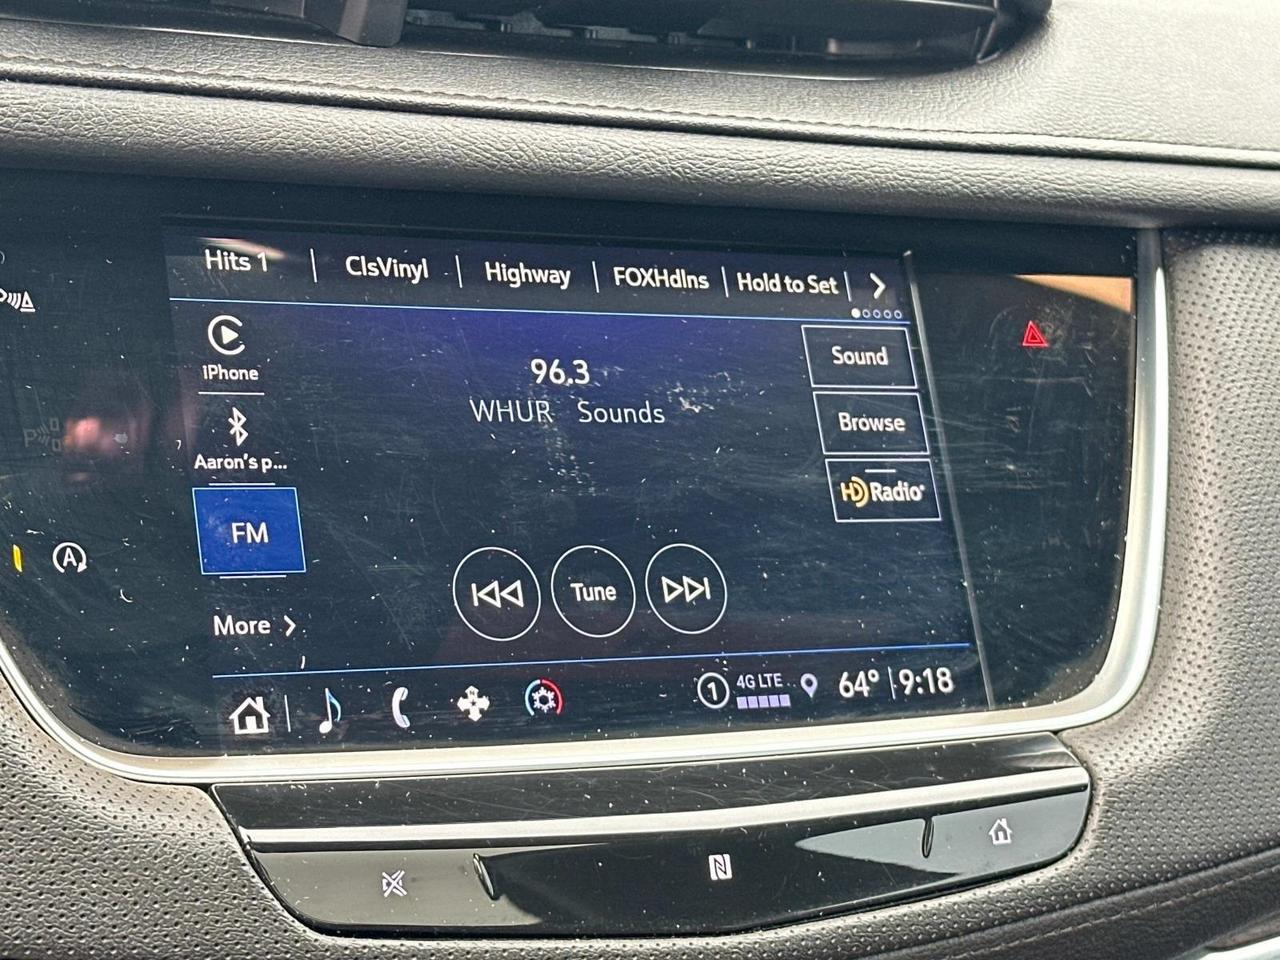 Hits 1 | ClsVinyl | Highway | FOXHdlns | Hold to Set |
iPhone
Aaron's p...
FM
More
96.3
WHUR Sounds
Sound
Browse
HD Radio
Tune
1 4G LTE 64° 9:18
A
P
N